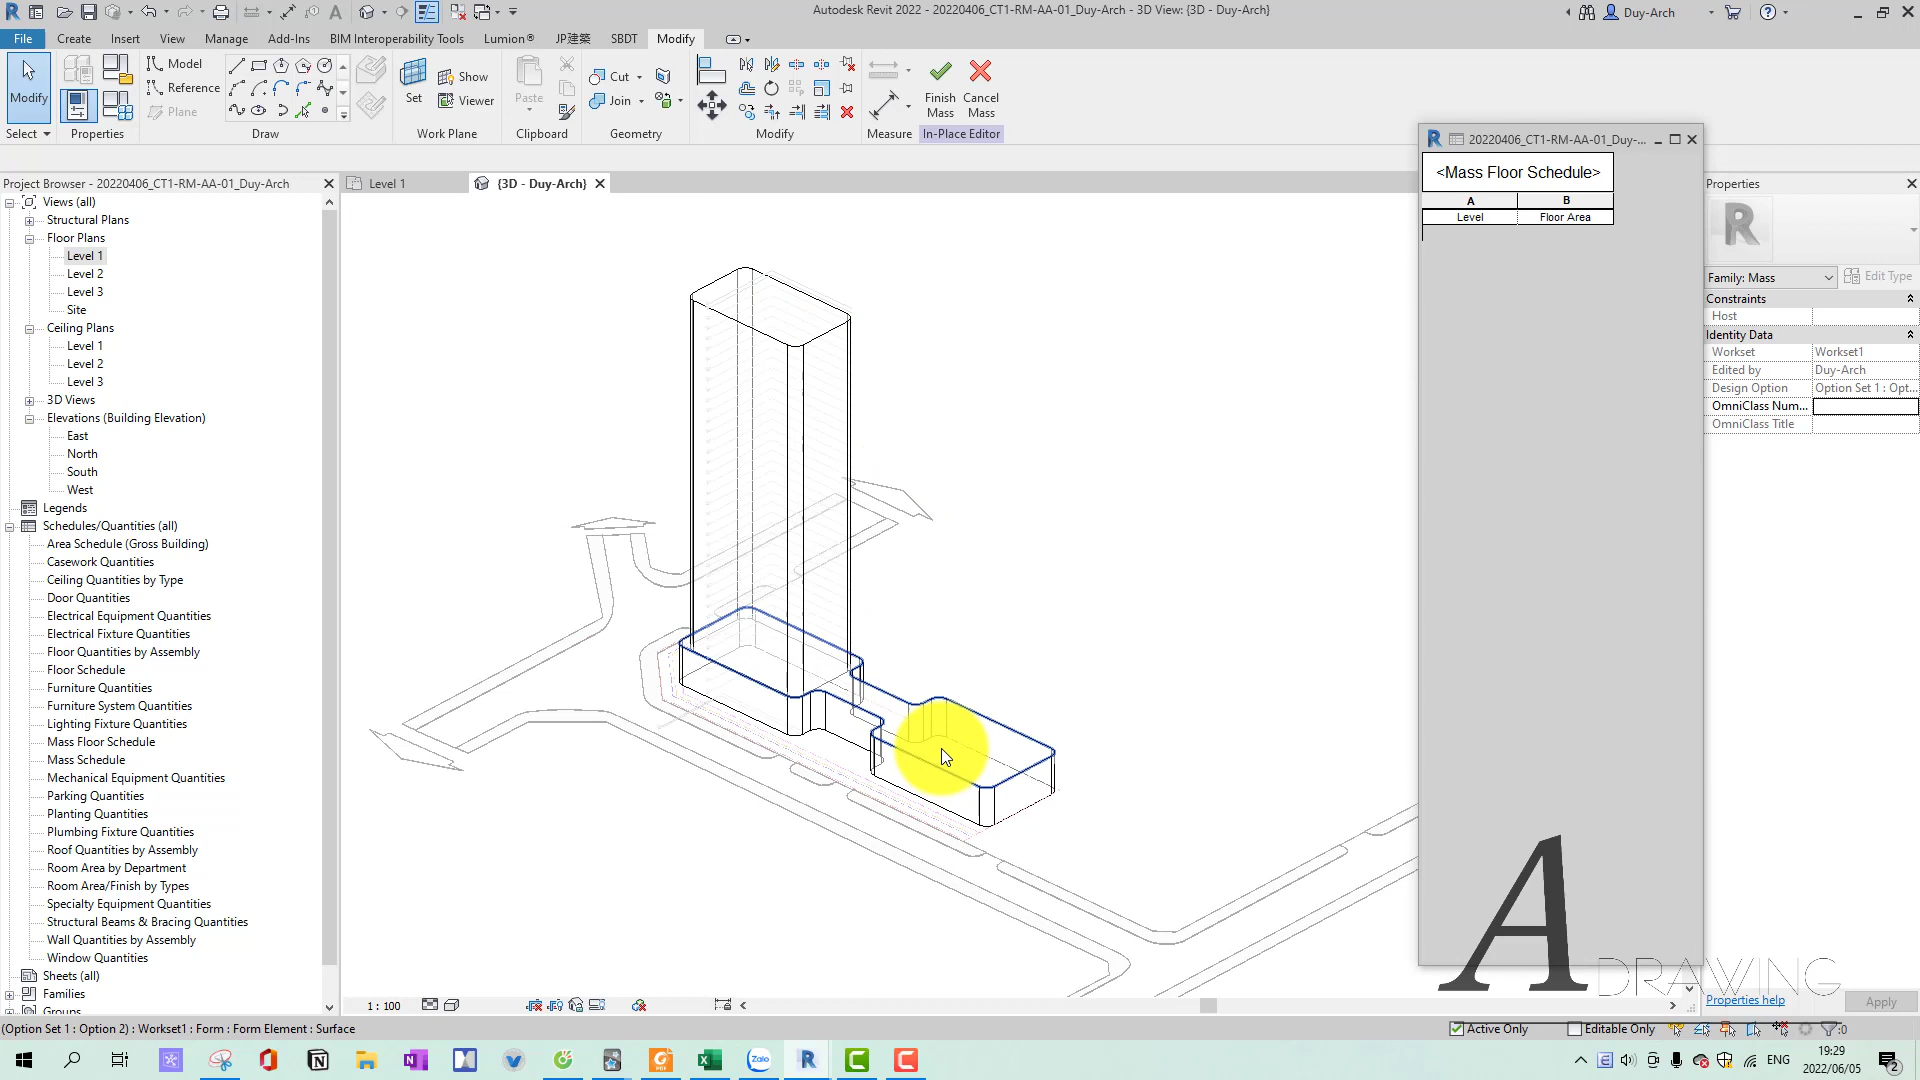 Autodesk Revit 2022 - 20220406_CT1-RM-AA-01_Duy-Arch - 3D View: {3D - Duy-Arch}
Duy-Arch
File Create Insert View Manage Add-Ins BIM Interoperability Tools Lumion® JP建築 SBDT Modify
Modify
Model
Reference
Plane
Set
Show
Viewer
Paste
Cut
Join
Finish Mass
Cancel Mass
Select Properties Draw Work Plane Clipboard Geometry Modify Measure In-Place Editor
Project Browser - 20220406_CT1-RM-AA-01_Duy-Arch
Views (all)
Structural Plans
Floor Plans
Level 1
Level 2
Level 3
Site
Ceiling Plans
Level 1
Level 2
Level 3
3D Views
Elevations (Building Elevation)
East
North
South
West
Legends
Schedules/Quantities (all)
Area Schedule (Gross Building)
Casework Quantities
Ceiling Quantities by Type
Door Quantities
Electrical Equipment Quantities
Electrical Fixture Quantities
Floor Quantities by Assembly
Floor Schedule
Furniture Quantities
Furniture System Quantities
Lighting Fixture Quantities
Mass Floor Schedule
Mass Schedule
Mechanical Equipment Quantities
Parking Quantities
Planting Quantities
Plumbing Fixture Quantities
Roof Quantities by Assembly
Room Area by Department
Room Area/Finish by Types
Specialty Equipment Quantities
Structural Beams & Bracing Quantities
Wall Quantities by Assembly
Window Quantities
Sheets (all)
Families
Groups
Level 1
{3D - Duy-Arch}
20220406_CT1-RM-AA-01_Duy-...
<Mass Floor Schedule>
A B
Level Floor Area
Properties
R
Family: Mass
Edit Type
Constraints
Host
Identity Data
Workset Workset1
Edited by Duy-Arch
Design Option Option Set 1 : Opt...
OmniClass Num...
OmniClass Title
A DRAWING
Properties help
Apply
1 : 100
(Option Set 1 : Option 2) : Workset1 : Form : Form Element : Surface
Active Only
Editable Only
:0
Zalo
ENG
19:29
2022/06/05
2